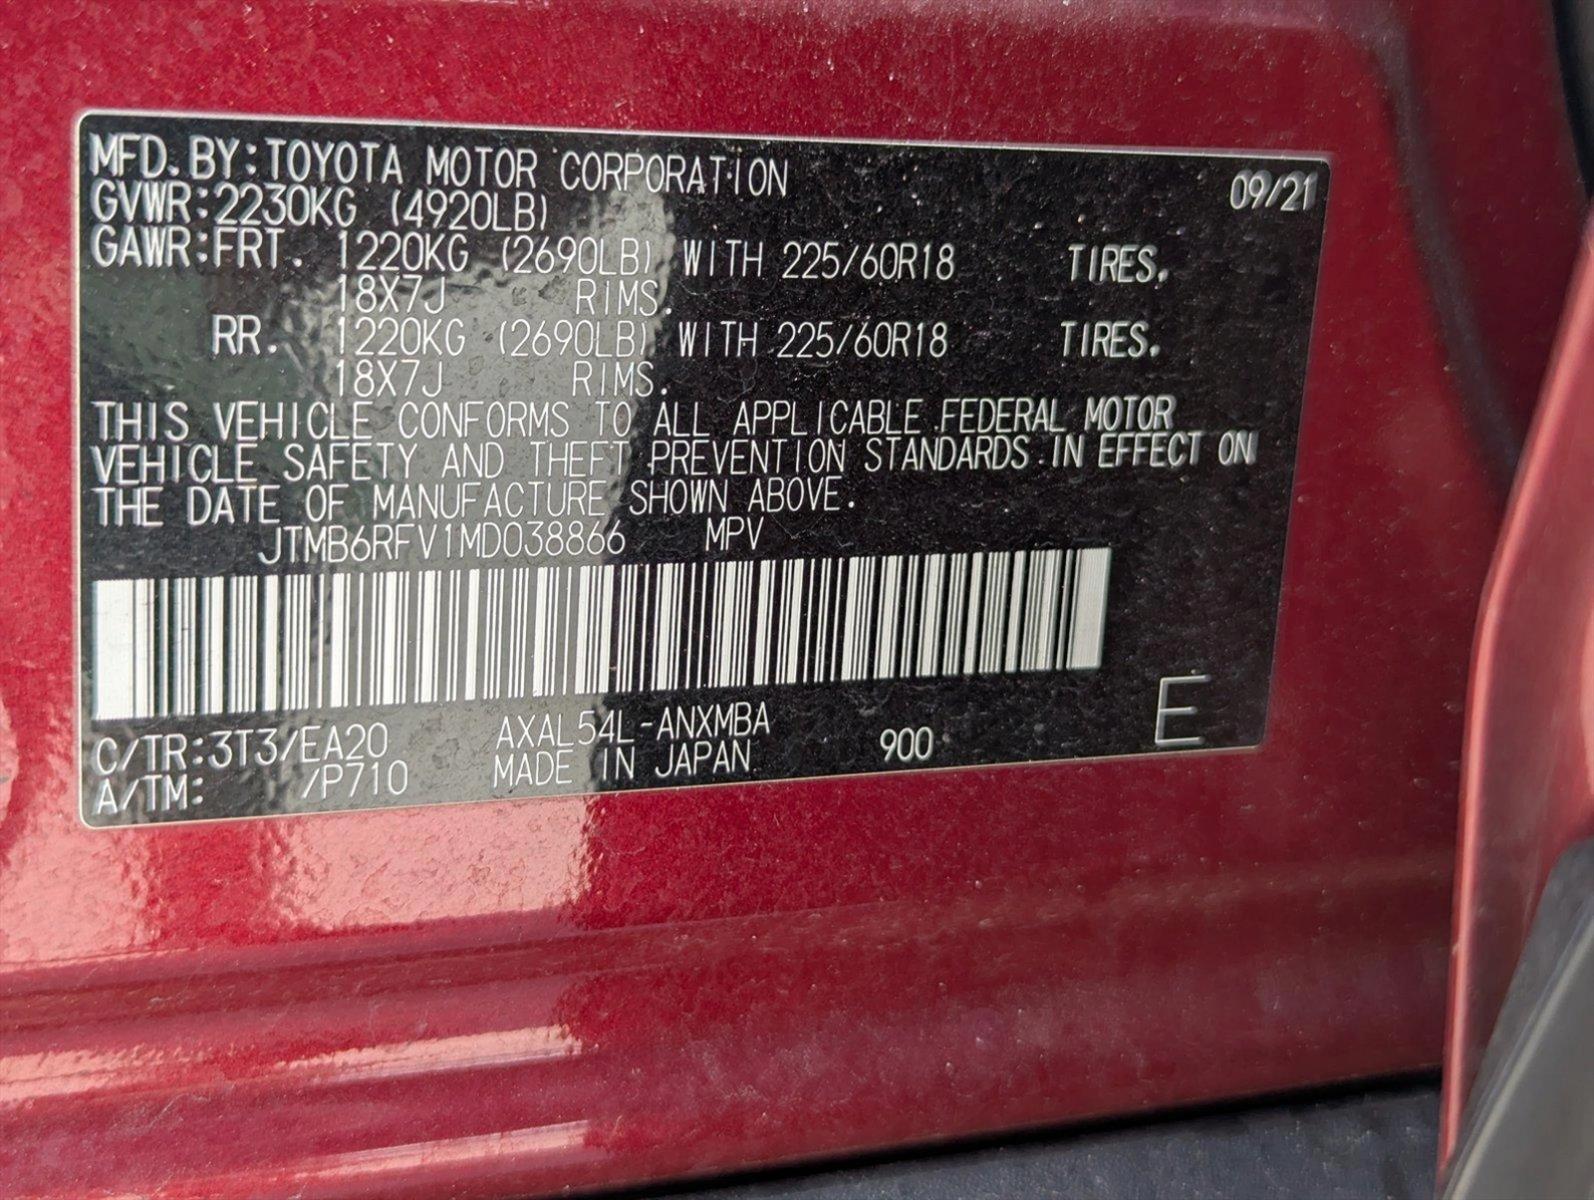 MFD.BY:TOYOTA MOTOR CORPORATION 09/21
GVWR:2230KG (4920LB)
GAWR:FRT. 1220KG (2690LB) WITH 225/60R18 TIRES.
18X7J RIMS.
RR. 1220KG (2690LB) WITH 225/60R18 TIRES.
18X7J RIMS.
THIS VEHICLE CONFORMS TO ALL APPLICABLE FEDERAL MOTOR
VEHICLE SAFETY AND THEFT PREVENTION STANDARDS IN EFFECT ON
THE DATE OF MANUFACTURE SHOWN ABOVE.
JTMB6RFV1MD038866 MPV
C/TR:3T3/EA20 AXAL54L-ANXMBA
A/TM: /P710 MADE IN JAPAN 900 E